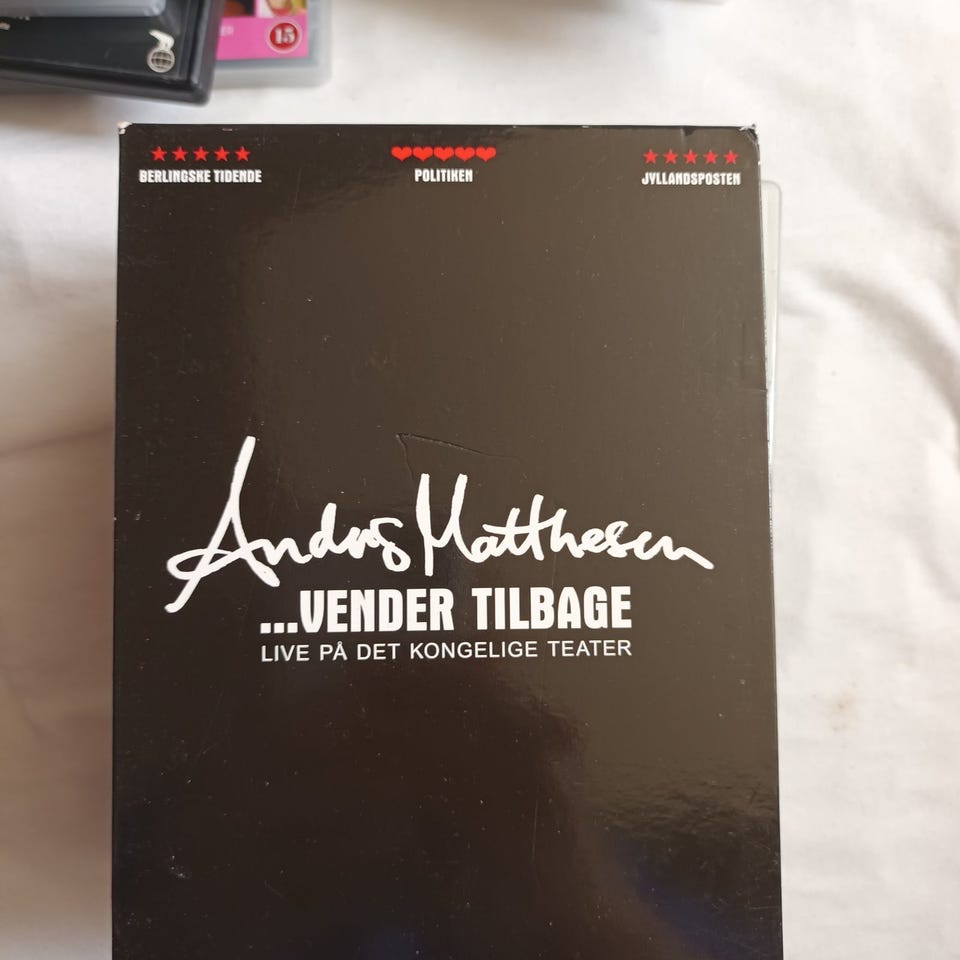 15
★★★★★
BERLINGSKE TIDENDE
❤❤❤❤❤
POLITIKEN
★★★★★
JYLLANDSPOSTEN
Anders Matthesen
...VENDER TILBAGE
LIVE PÅ DET KONGELIGE TEATER